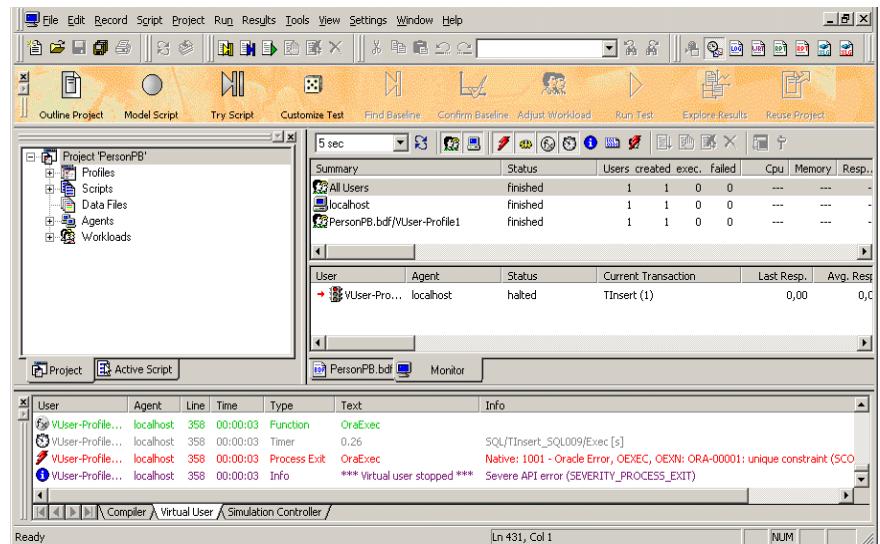 File Edit Record Script Project Run Results Tools View Settings Window Help
Outline Project Model Script Try Script Customize Test Find Baseline Confirm Baseline Adjust Workload Run Test Explore Results Reuse Project
Project 'PersonPB'
Profiles
Scripts
Data Files
Agents
Workloads
Project Active Script
5 sec
Summary Status Users created exec. failed Cpu Memory Resp..
All Users finished 1 1 0 0 --- --- -
localhost finished 1 1 0 0 --- --- -
PersonPB.bdf/VUser-Profile1 finished 1 1 0 0 --- --- -
User Agent Status Current Transaction Last Resp. Avg. Resp
VUser-Pro... localhost halted TInsert (1) 0,00 0,0
PersonPB.bdf Monitor
User Agent Line Time Type Text Info
VUser-Profile... localhost 358 00:00:03 Function OraExec
VUser-Profile... localhost 358 00:00:03 Timer 0.26 SQL/TInsert_SQL009/Exec [s]
VUser-Profile... localhost 358 00:00:03 Process Exit OraExec Native: 1001 - Oracle Error, OEXEC, OEXN: ORA-00001: unique constraint (SCO
VUser-Profile... localhost 358 00:00:03 Info *** Virtual user stopped *** Severe API error (SEVERITY_PROCESS_EXIT)
Compiler Virtual User Simulation Controller
Ready Ln 431, Col 1 NUM